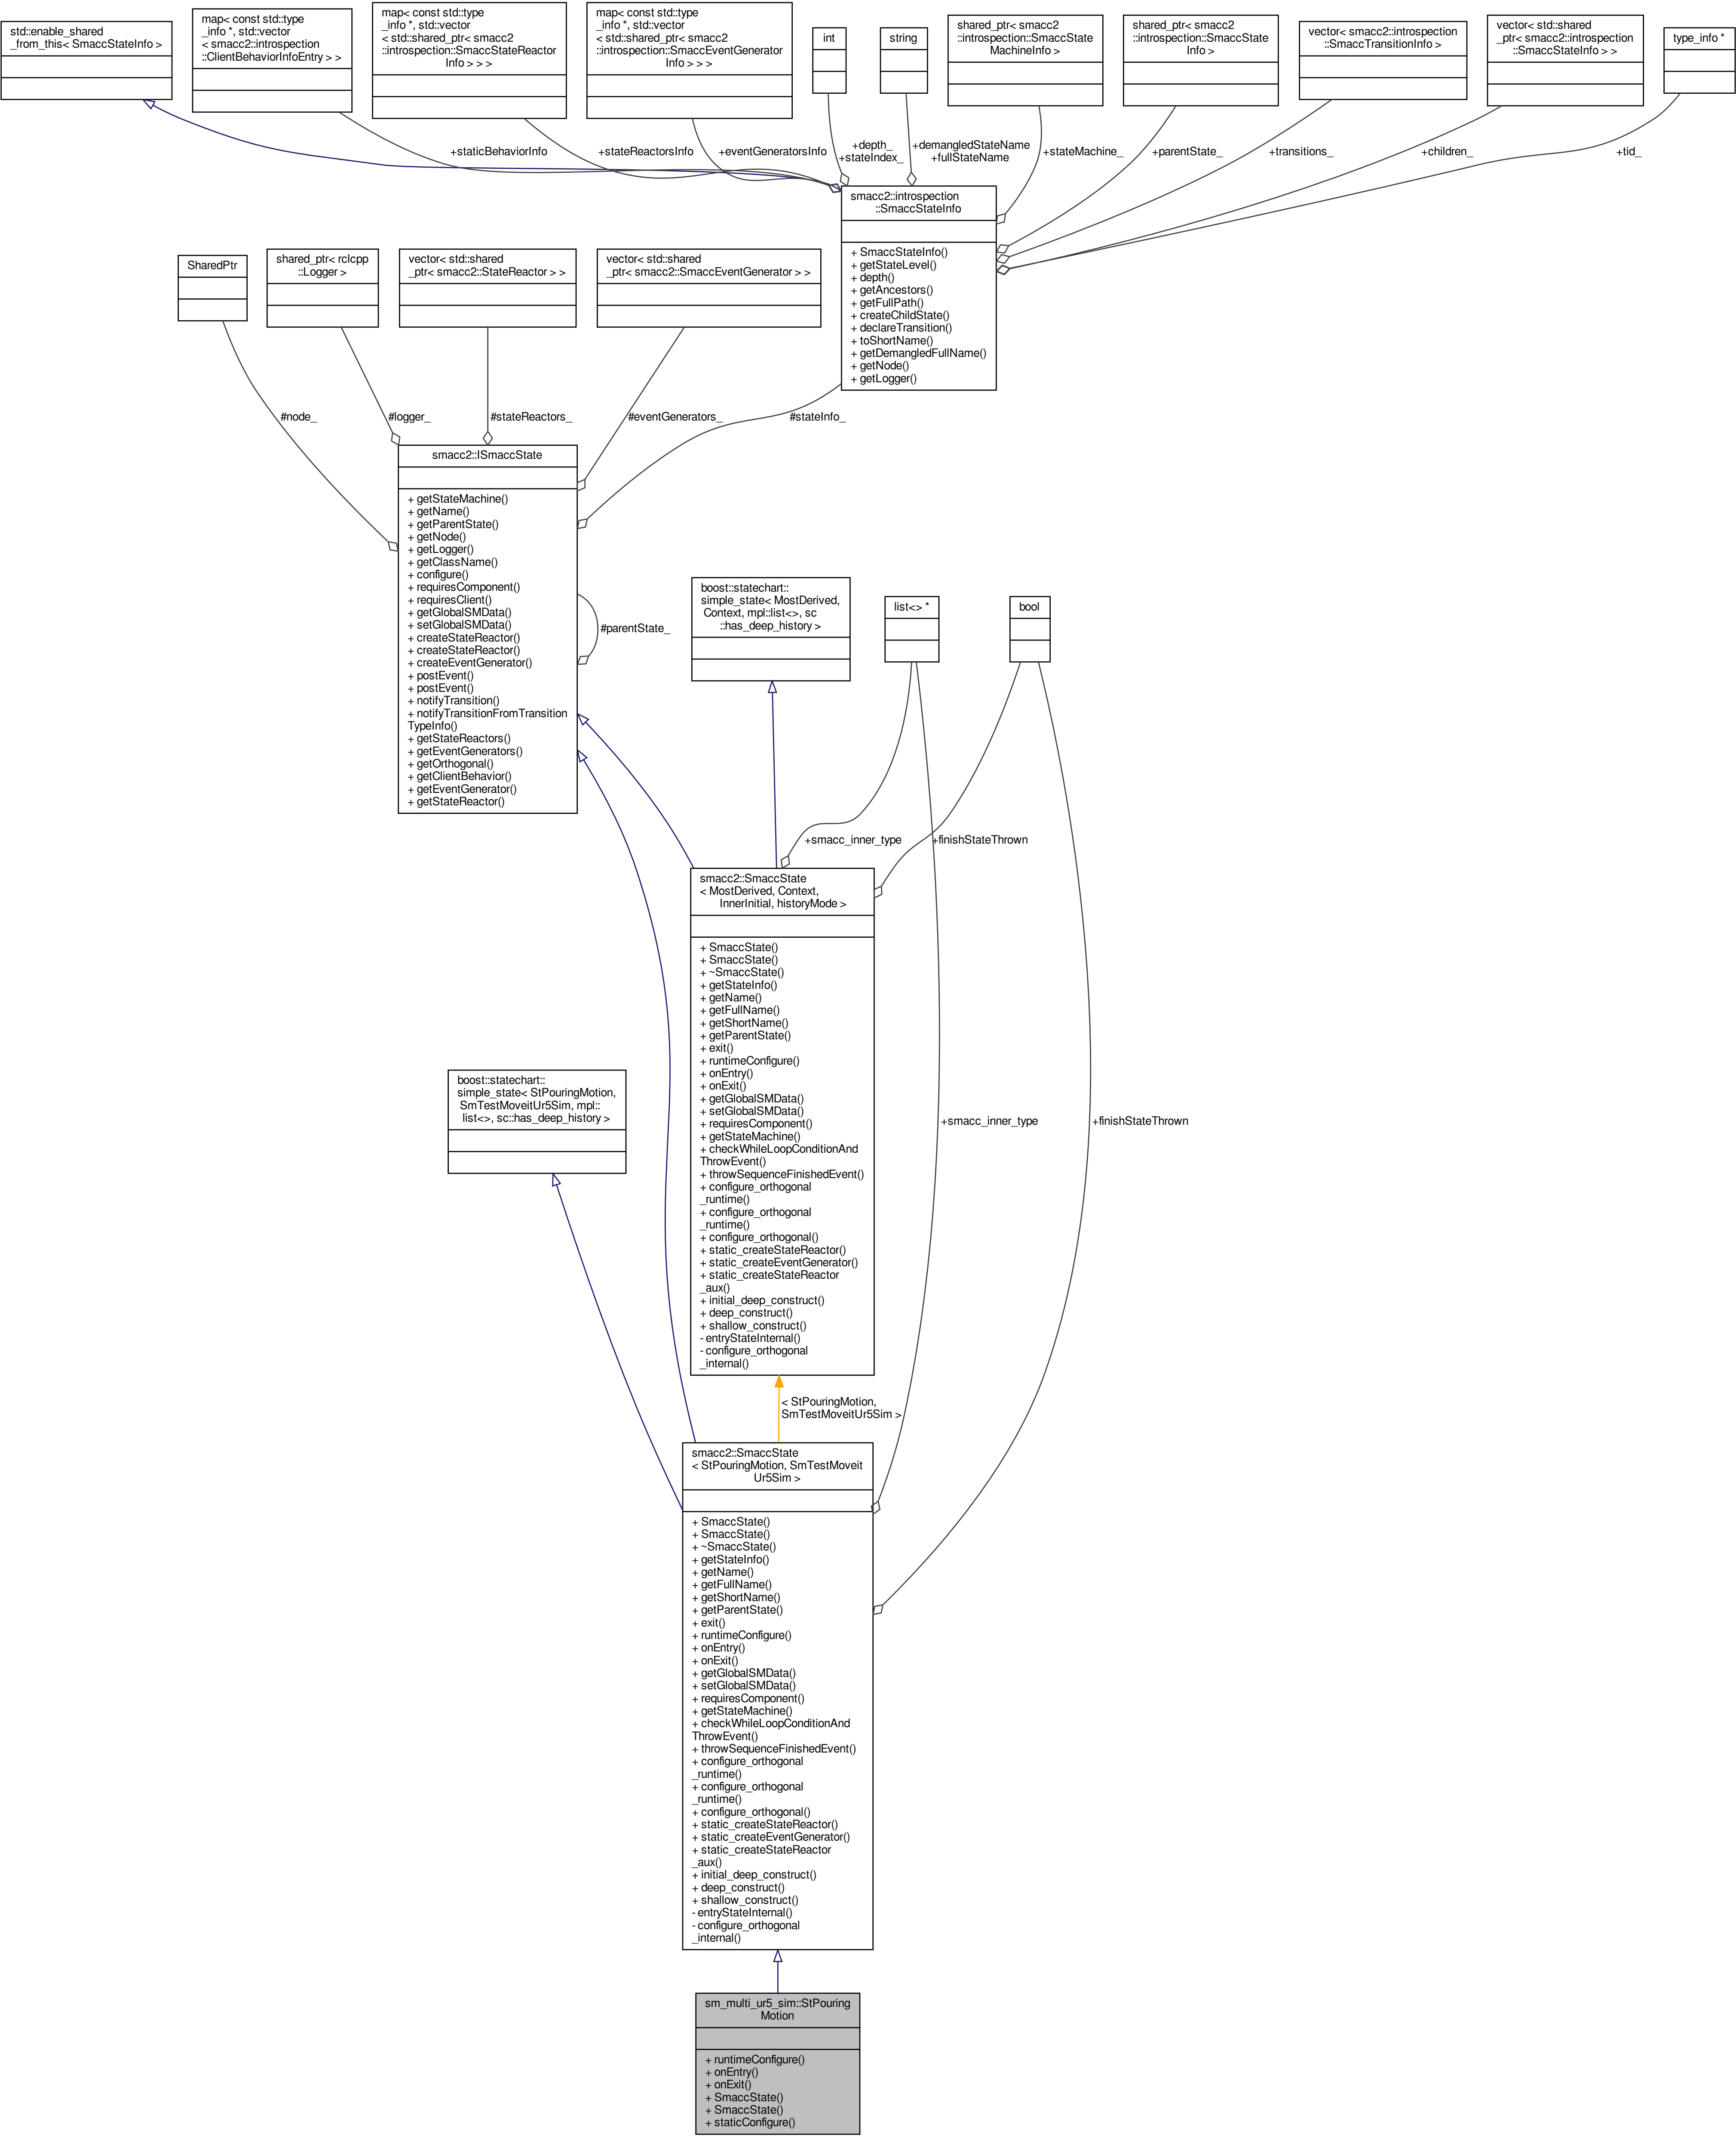 std::enable_shared
_from_this< SmaccStateInfo >
map< const std::type
_info *, std::vector
< smacc2::introspection
::ClientBehaviorInfoEntry > >
map< const std::type
_info *, std::vector
< std::shared_ptr< smacc2
::introspection::SmaccStateReactor
Info > > >
map< const std::type
_info *, std::vector
< std::shared_ptr< smacc2
::introspection::SmaccEventGenerator
Info > > >
int
string
shared_ptr< smacc2
::introspection::SmaccState
MachineInfo >
shared_ptr< smacc2
::introspection::SmaccState
Info >
vector< smacc2::introspection
::SmaccTransitionInfo >
vector< std::shared
_ptr< smacc2::introspection
::SmaccStateInfo > >
type_info *
+staticBehaviorInfo
+stateReactorsInfo
+eventGeneratorsInfo
+depth_
+stateIndex_
+demangledStateName
+fullStateName
+stateMachine_
+parentState_
+transitions_
+children_
+tid_
smacc2::introspection
::SmaccStateInfo
+ SmaccStateInfo()
+ getStateLevel()
+ depth()
+ getAncestors()
+ getFullPath()
+ createChildState()
+ declareTransition()
+ toShortName()
+ getDemangledFullName()
+ getNode()
+ getLogger()
SharedPtr
shared_ptr< rclcpp
::Logger >
vector< std::shared
_ptr< smacc2::StateReactor > >
vector< std::shared
_ptr< smacc2::SmaccEventGenerator > >
#node_
#logger_
#stateReactors_
#eventGenerators_
#stateInfo_
smacc2::ISmaccState
+ getStateMachine()
+ getName()
+ getParentState()
+ getNode()
+ getLogger()
+ getClassName()
+ configure()
+ requiresComponent()
+ requiresClient()
+ getGlobalSMData()
+ setGlobalSMData()
+ createStateReactor()
+ createStateReactor()
+ createEventGenerator()
+ postEvent()
+ postEvent()
+ notifyTransition()
+ notifyTransitionFromTransition
TypeInfo()
+ getStateReactors()
+ getEventGenerators()
+ getOrthogonal()
+ getClientBehavior()
+ getEventGenerator()
+ getStateReactor()
#parentState_
boost::statechart::
simple_state< MostDerived,
Context, mpl::list<>, sc
::has_deep_history >
list<> *
bool
+smacc_inner_type
+finishStateThrown
smacc2::SmaccState
< MostDerived, Context,
InnerInitial, historyMode >
+ SmaccState()
+ SmaccState()
+ ~SmaccState()
+ getStateInfo()
+ getName()
+ getFullName()
+ getShortName()
+ getParentState()
+ exit()
+ runtimeConfigure()
+ onEntry()
+ onExit()
+ getGlobalSMData()
+ setGlobalSMData()
+ requiresComponent()
+ getStateMachine()
+ checkWhileLoopConditionAnd
ThrowEvent()
+ throwSequenceFinishedEvent()
+ configure_orthogonal
_runtime()
+ configure_orthogonal
_runtime()
+ configure_orthogonal()
+ static_createStateReactor()
+ static_createEventGenerator()
+ static_createStateReactor
_aux()
+ initial_deep_construct()
+ deep_construct()
+ shallow_construct()
- entryStateInternal()
- configure_orthogonal
_internal()
boost::statechart::
simple_state< StPouringMotion,
SmTestMoveitUr5Sim, mpl::
list<>, sc::has_deep_history >
+smacc_inner_type
+finishStateThrown
< StPouringMotion,
SmTestMoveitUr5Sim >
smacc2::SmaccState
< StPouringMotion, SmTestMoveit
Ur5Sim >
+ SmaccState()
+ SmaccState()
+ ~SmaccState()
+ getStateInfo()
+ getName()
+ getFullName()
+ getShortName()
+ getParentState()
+ exit()
+ runtimeConfigure()
+ onEntry()
+ onExit()
+ getGlobalSMData()
+ setGlobalSMData()
+ requiresComponent()
+ getStateMachine()
+ checkWhileLoopConditionAnd
ThrowEvent()
+ throwSequenceFinishedEvent()
+ configure_orthogonal
_runtime()
+ configure_orthogonal
_runtime()
+ configure_orthogonal()
+ static_createStateReactor()
+ static_createEventGenerator()
+ static_createStateReactor
_aux()
+ initial_deep_construct()
+ deep_construct()
+ shallow_construct()
- entryStateInternal()
- configure_orthogonal
_internal()
sm_multi_ur5_sim::StPouring
Motion
+ runtimeConfigure()
+ onEntry()
+ onExit()
+ SmaccState()
+ SmaccState()
+ staticConfigure()